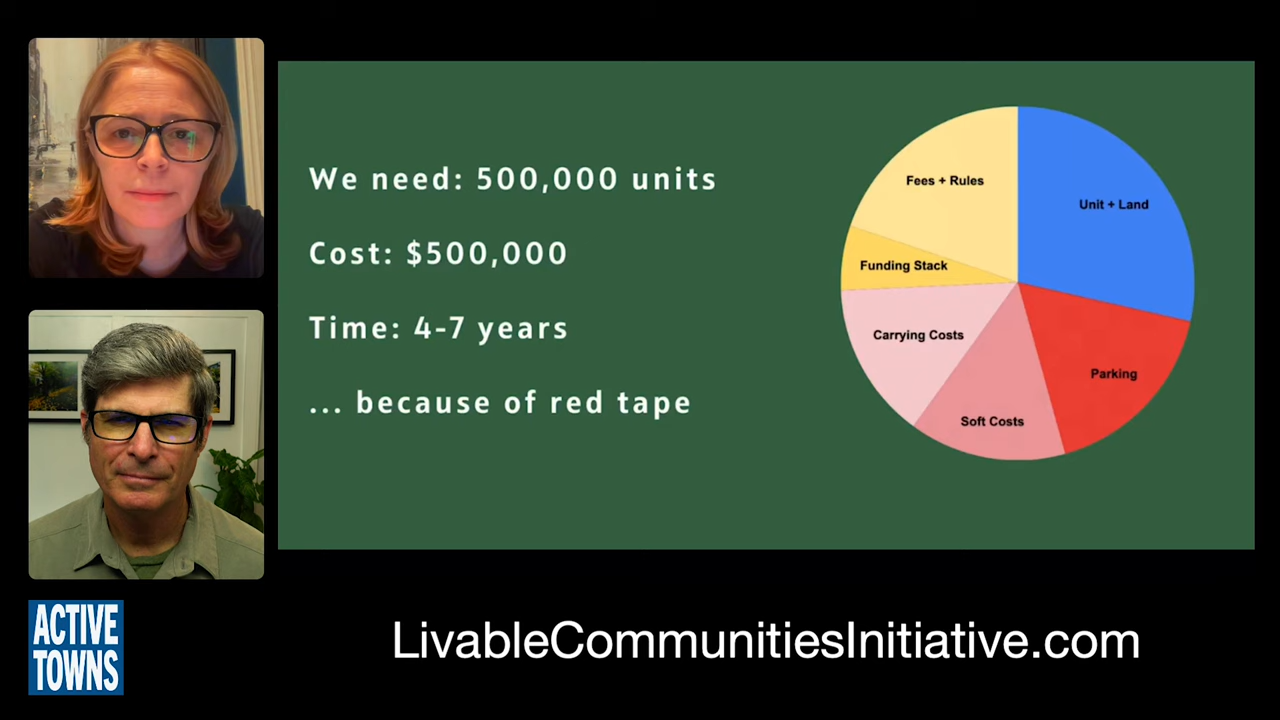 We need: 500,000 units
Cost: $500,000
Time: 4-7 years
... because of red tape
Fees + Rules
Unit + Land
Funding Stack
Carrying Costs
Parking
Soft Costs
ACTIVE
TOWNS
LivableCommunitiesInitiative.com